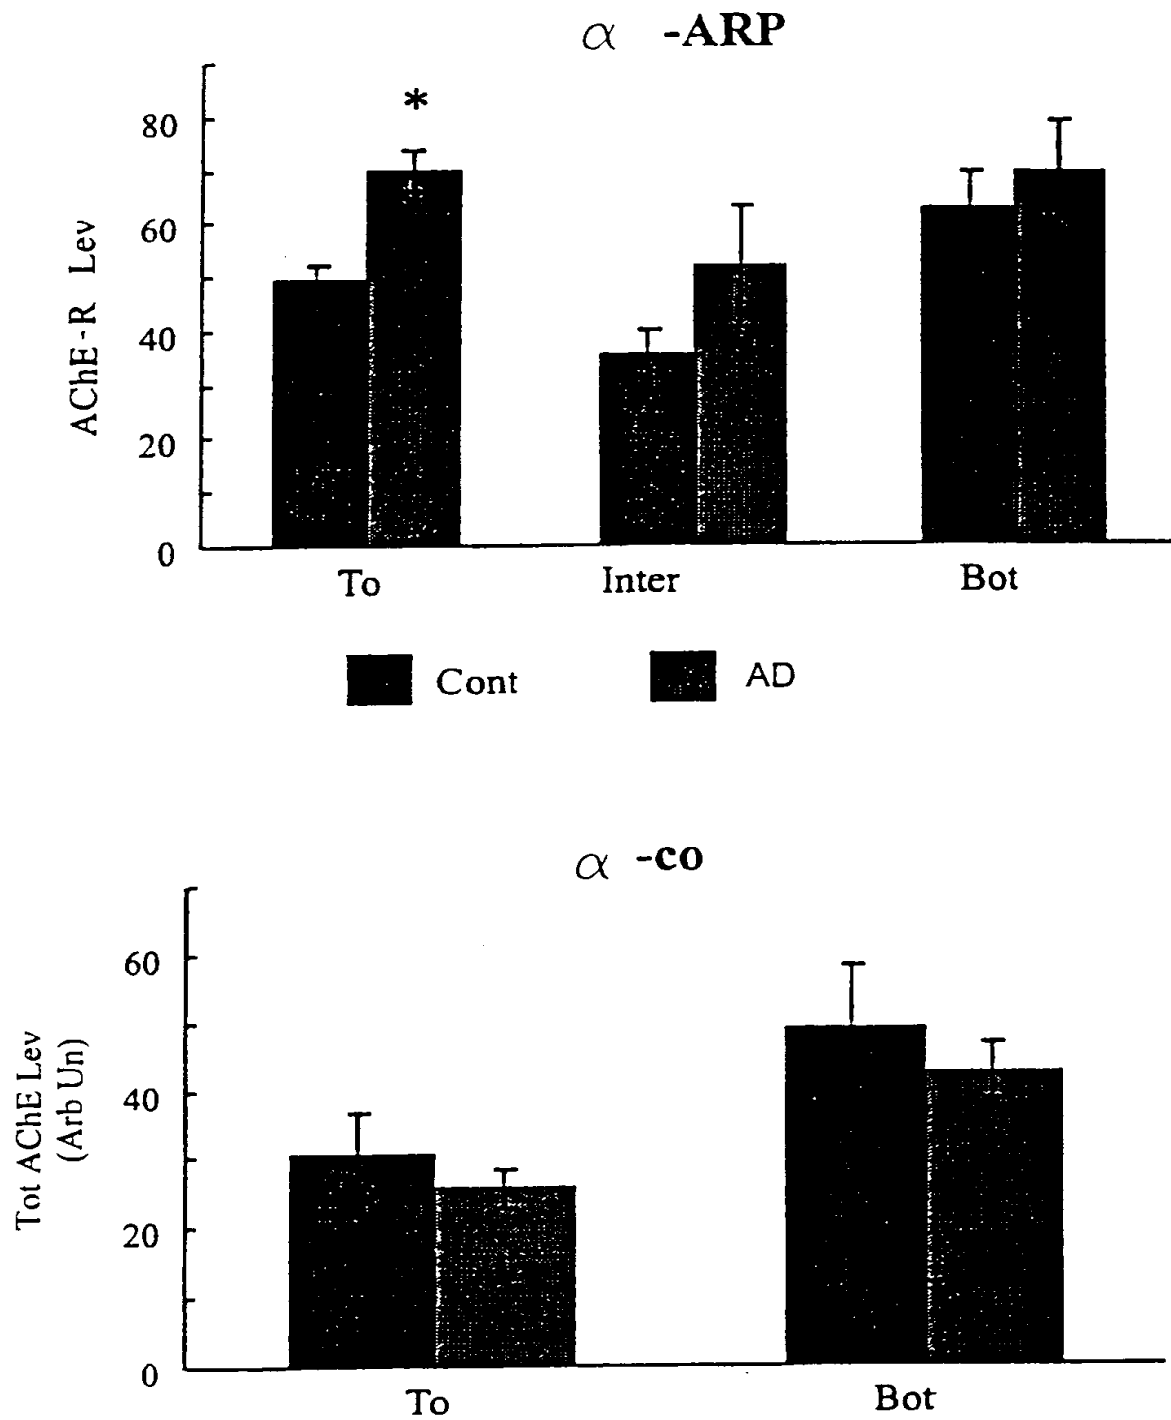 α -ARP
*
80
60
40
20
0
AChE-R Lev
To Inter Bot
Cont AD
α -co
60
40
20
0
Tot AChE Lev
(Arb Un)
To Bot